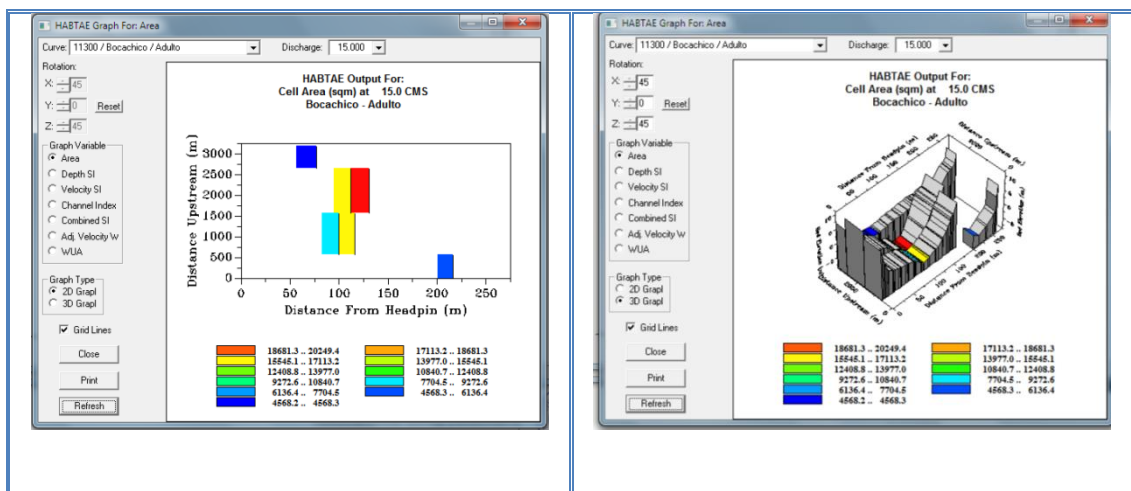 HABTAE Graph For: Area
Curve: 11300 / Bocachico / Adulto Discharge: 15.000
Rotation:
X: 45
Y: 0 Reset
Z: 45
Graph Variable
Area
Depth SI
Velocity SI
Channel Index
Combined SI
Adj. Velocity W
WUA
Graph Type
2D Grapl
3D Grapl
Grid Lines
Close
Print
Refresh
HABTAE Output For:
Cell Area (sqm) at 15.0 CMS
Bocachico - Adulto
Distance Upstream (m)
3000
2500
2000
1500
1000
500
0
0 50 100 150 200 250
Distance From Headpin (m)
18681.3 .. 20249.4 17113.2 .. 18681.3
15545.1 .. 17113.2 13977.0 .. 15545.1
12408.8 .. 13977.0 10840.7 .. 12408.8
9272.6 .. 10840.7 7704.5 .. 9272.6
6136.4 .. 7704.5 4568.3 .. 6136.4
4568.2 .. 4568.3
HABTAE Graph For: Area
Curve: 11300 / Bocachico / Adulto Discharge: 15.000
Rotation:
X: 45
Y: 0 Reset
Z: 45
Graph Variable
Area
Depth SI
Velocity SI
Channel Index
Combined SI
Adj. Velocity W
WUA
Graph Type
2D Grapl
3D Grapl
Grid Lines
Close
Print
Refresh
HABTAE Output For:
Cell Area (sqm) at 15.0 CMS
Bocachico - Adulto
Distance From Headpin (m)
Distance Upstream (m)
Distance Upstream (m)
Distance From Headpin (m)
18681.3 .. 20249.4 17113.2 .. 18681.3
15545.1 .. 17113.2 13977.0 .. 15545.1
12408.8 .. 13977.0 10840.7 .. 12408.8
9272.6 .. 10840.7 7704.5 .. 9272.6
6136.4 .. 7704.5 4568.3 .. 6136.4
4568.2 .. 4568.3